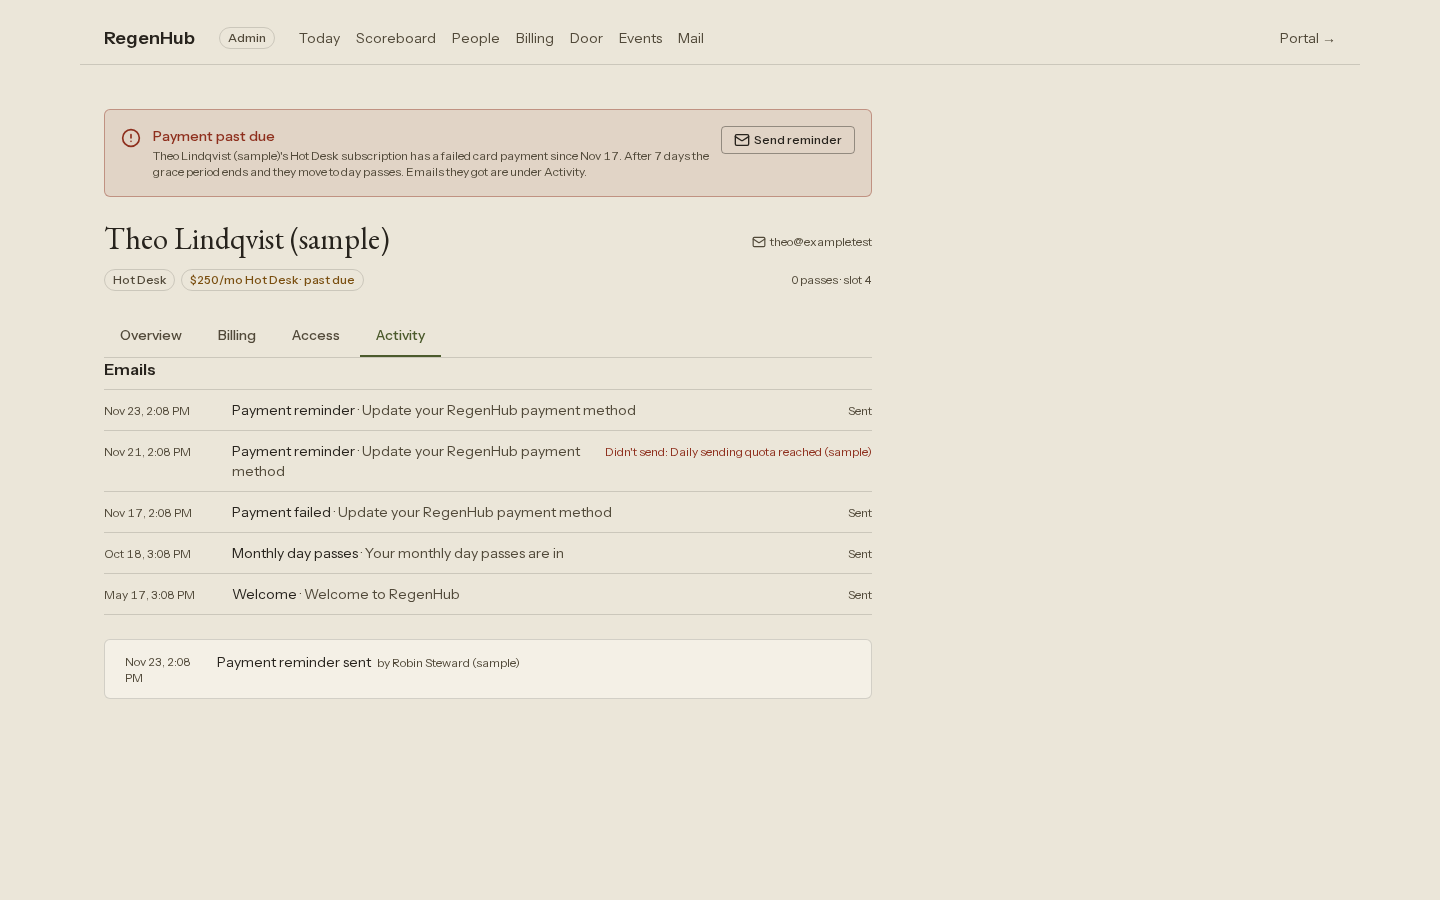 RegenHub Admin Today Scoreboard People Billing Door Events Mail Portal →
Payment past due
Send reminder
Theo Lindqvist (sample)'s Hot Desk subscription has a failed card payment since Nov 17. After 7 days the
grace period ends and they move to day passes. Emails they got are under Activity.
Theo Lindqvist (sample)
theo@example.test
Hot Desk $250/mo Hot Desk · past due 0 passes · slot 4
Overview Billing Access Activity
Emails
Nov 23, 2:08 PM Payment reminder · Update your RegenHub payment method Sent
Nov 21, 2:08 PM Payment reminder · Update your RegenHub payment Didn't send: Daily sending quota reached (sample)
method
Nov 17, 2:08 PM Payment failed · Update your RegenHub payment method Sent
Oct 18, 3:08 PM Monthly day passes · Your monthly day passes are in Sent
May 17, 3:08 PM Welcome · Welcome to RegenHub Sent
Nov 23, 2:08 Payment reminder sent by Robin Steward (sample)
PM